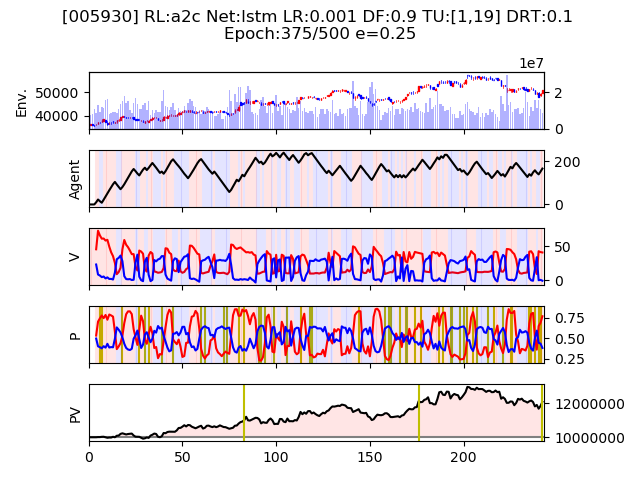 [005930] RL:a2c Net:lstm LR:0.001 DF:0.9 TU:[1,19] DRT:0.1
Epoch:375/500 e=0.25
1e7
Env.
50000
40000
2
0
Agent
200
0
V
50
0
P
0.75
0.50
0.25
PV
12000000
10000000
0 50 100 150 200